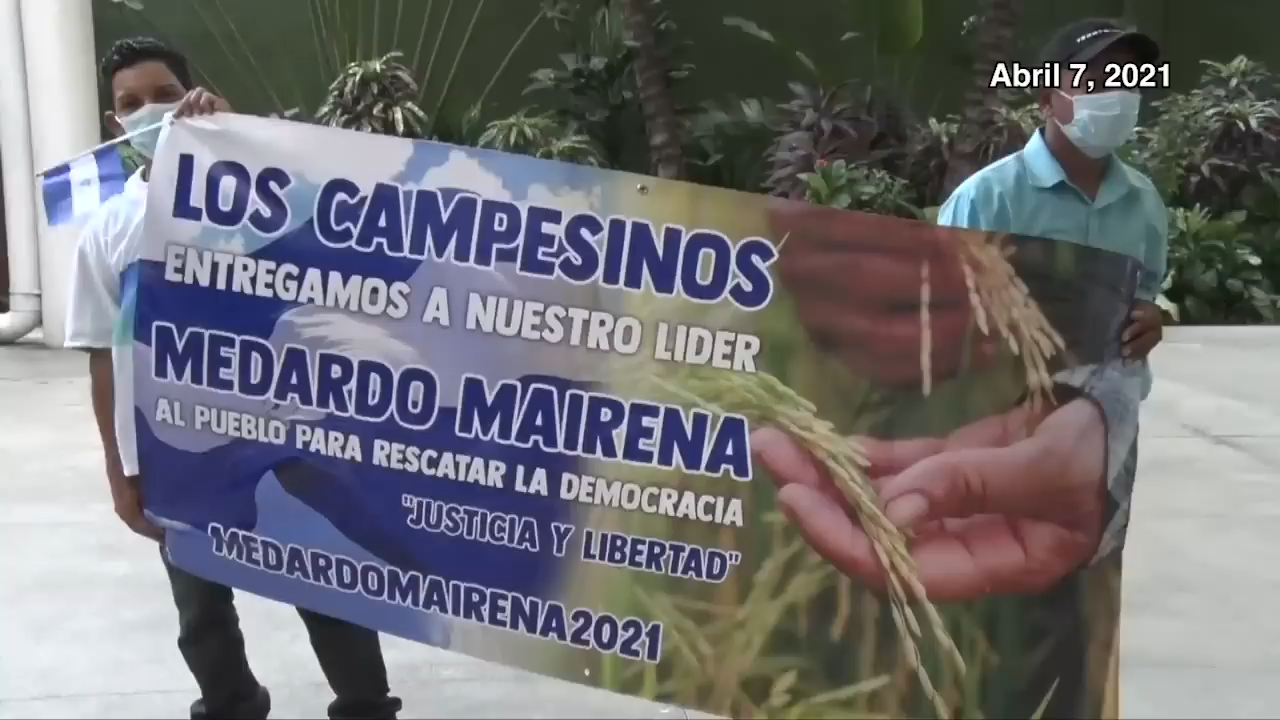 Abril 7, 2021
LOS CAMPESINOS
ENTREGAMOS A NUESTRO LIDER
MEDARDO MAIRENA
AL PUEBLO PARA RESCATAR LA DEMOCRACIA
"JUSTICIA Y LIBERTAD"
MEDARDOMAIRENA2021